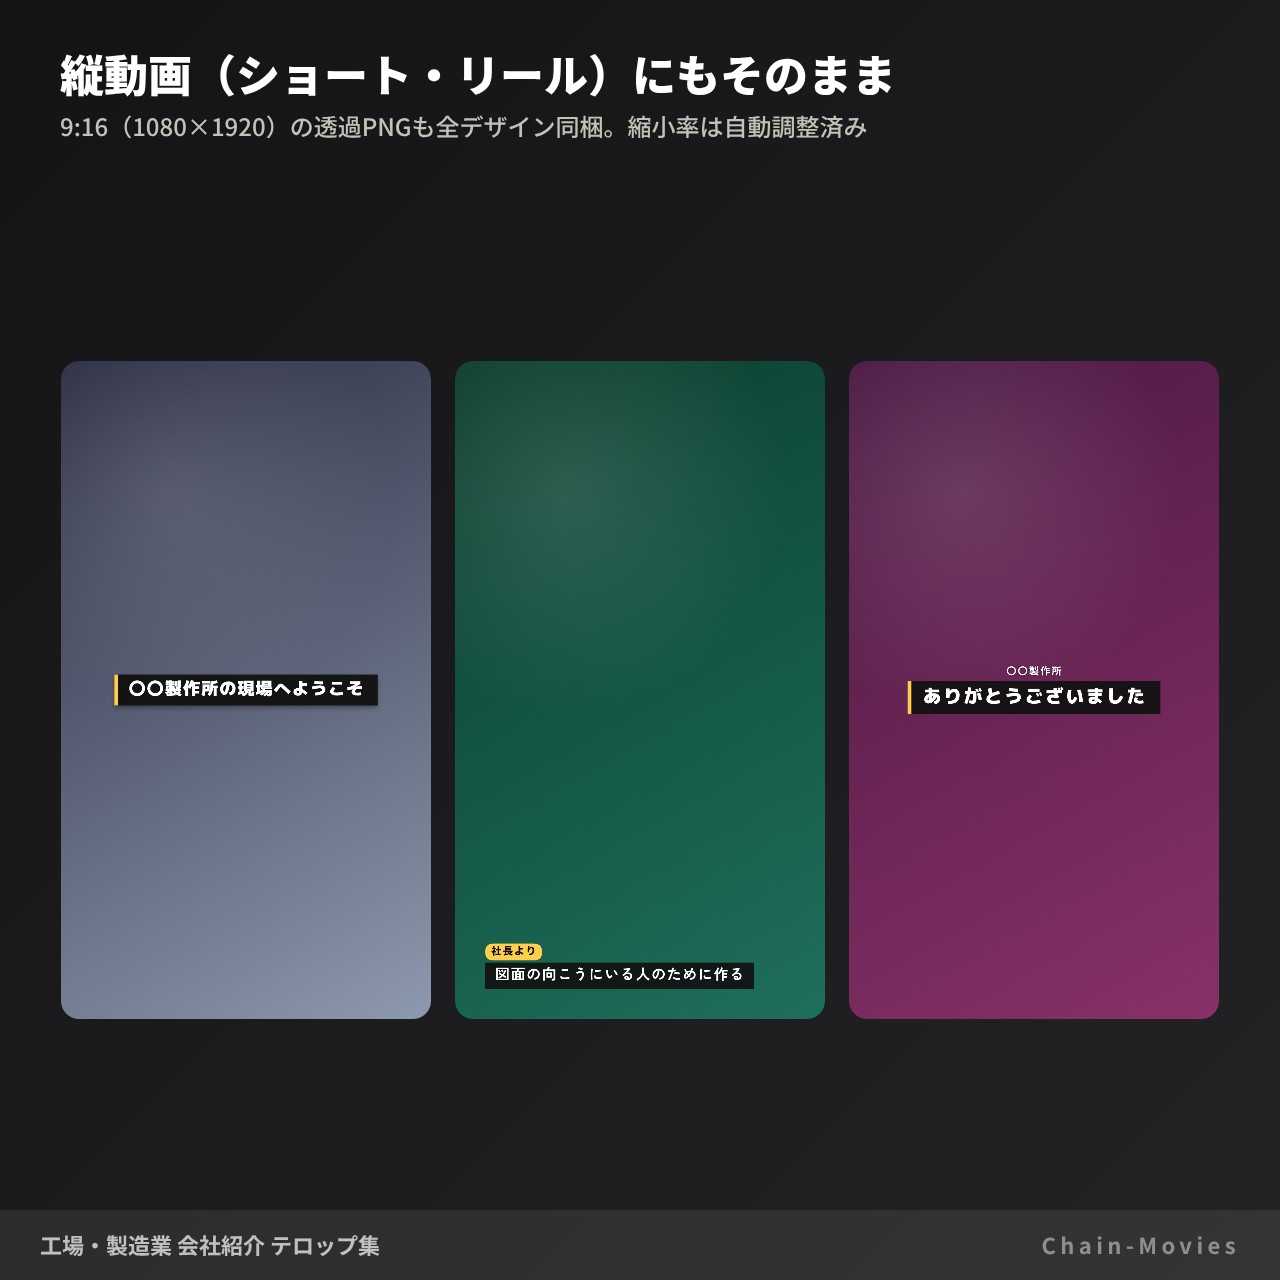 縦動画（ショート・リール）にもそのまま
9:16（1080×1920）の透過PNGも全デザイン同梱。縮小率は自動調整済み
〇〇製作所の現場へようこそ
社長より
図面の向こうにいる人のために作る
〇〇製作所
ありがとうございました
工場・製造業 会社紹介 テロップ集
Chain-Movies